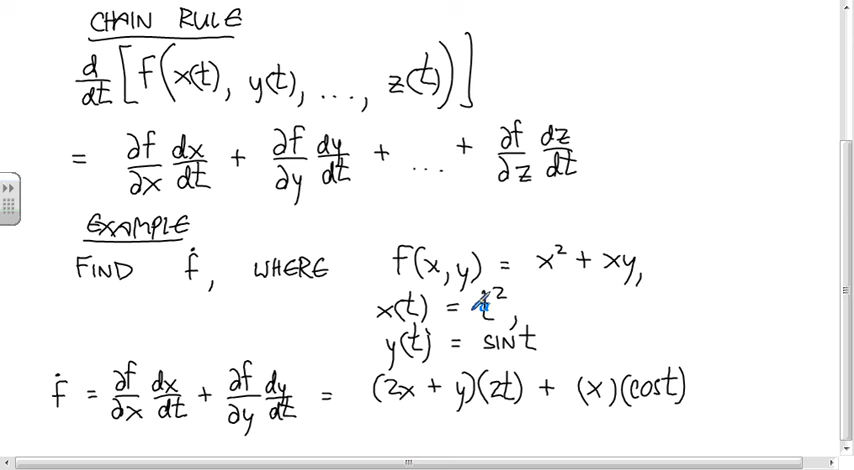 CHAIN RULE
d/dt [f(x(t), y(t), ..., z(t))]
= ∂f/∂x dx/dt + ∂f/∂y dy/dt + ... + ∂f/∂z dz/dt
EXAMPLE
FIND ḟ, WHERE f(x,y) = x² + xy,
x(t) = t²,
y(t) = sin t
ḟ = ∂f/∂x dx/dt + ∂f/∂y dy/dt = (2x + y)(2t) + (x)(cost)